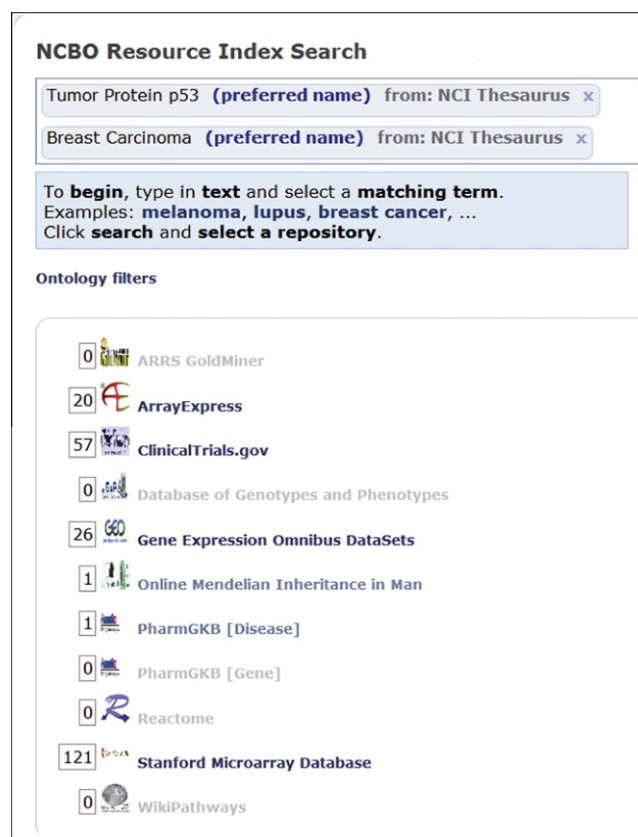 NCBO Resource Index Search
Tumor Protein p53 (preferred name) from: NCI Thesaurus x
Breast Carcinoma (preferred name) from: NCI Thesaurus x
To begin, type in text and select a matching term.
Examples: melanoma, lupus, breast cancer, ...
Click search and select a repository.
Ontology filters
0 ARRS GoldMiner
20 ArrayExpress
57 ClinicalTrials.gov
0 Database of Genotypes and Phenotypes
26 GEO Gene Expression Omnibus DataSets
1 Online Mendelian Inheritance in Man
1 PharmGKB [Disease]
0 PharmGKB [Gene]
0 Reactome
121 Stanford Microarray Database
0 WikiPathways